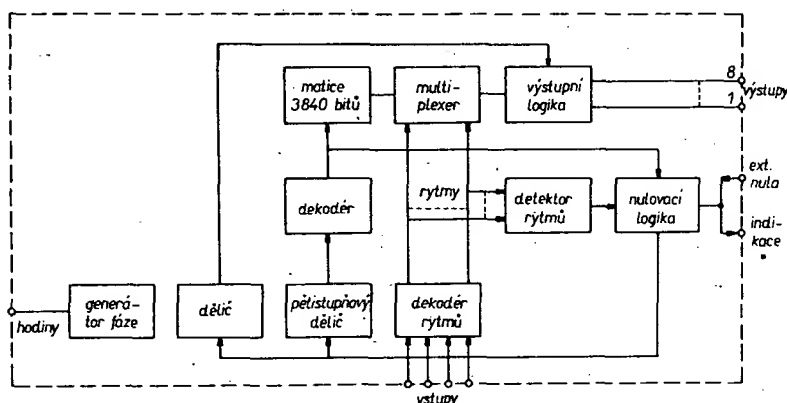 matice
3840 bitů
multi-
plexer
výstupní
logika
8
1
výstupy
dekodér
rytmy
detektor
rytmů
nulovací
logika
ext.
nula
indi-
kace
hodiny
generá-
tor fáze
dělič
pětistupňový
dělič
dekodér
rytmů
vstupy